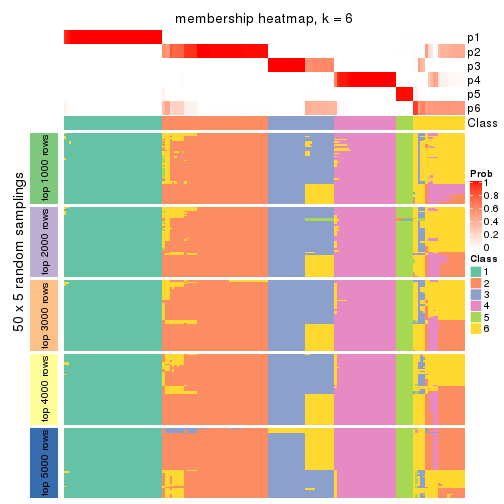 membership heatmap, k = 6
p1
p2
p3
p4
p5
p6
Class
50 x 5 random samplings
top 1000 rows
top 2000 rows
top 3000 rows
top 4000 rows
top 5000 rows
Prob
1
0.8
0.6
0.4
0.2
0
Class
1
2
3
4
5
6